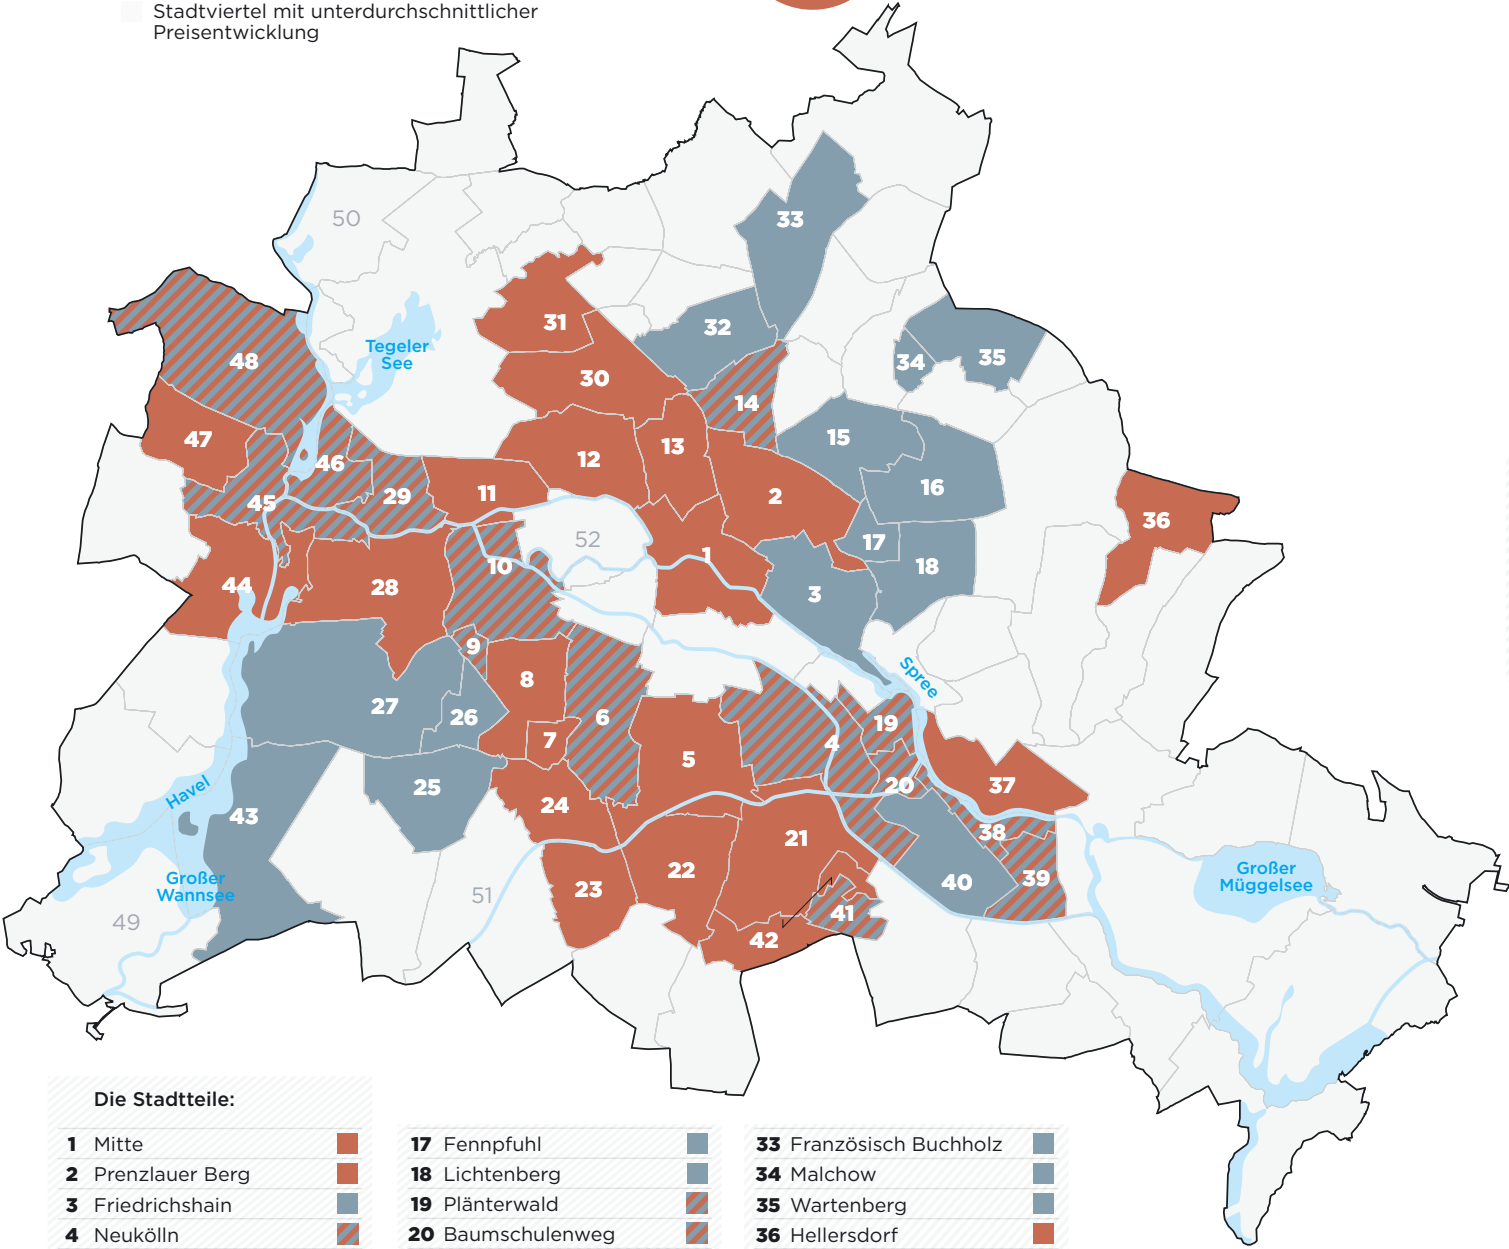 Stadtviertel mit unterdurchschnittlicher
Preisentwicklung
50
33
31
32
48
Tegeler
See
34
35
30
14
47
15
46
12
13
16
45
29
11
2
36
52
17
1
10
18
44
28
3
9
Spree
8
27
26
6
19
7
4
5
20
37
25
Havel
24
43
38
21
Großer
Wannsee
22
23
40
39
Großer
Müggelsee
51
49
41
42
Die Stadtteile:
1 Mitte
2 Prenzlauer Berg
3 Friedrichshain
4 Neukölln
17 Fennpfuhl
18 Lichtenberg
19 Plänterwald
20 Baumschulenweg
33 Französisch Buchholz
34 Malchow
35 Wartenberg
36 Hellersdorf